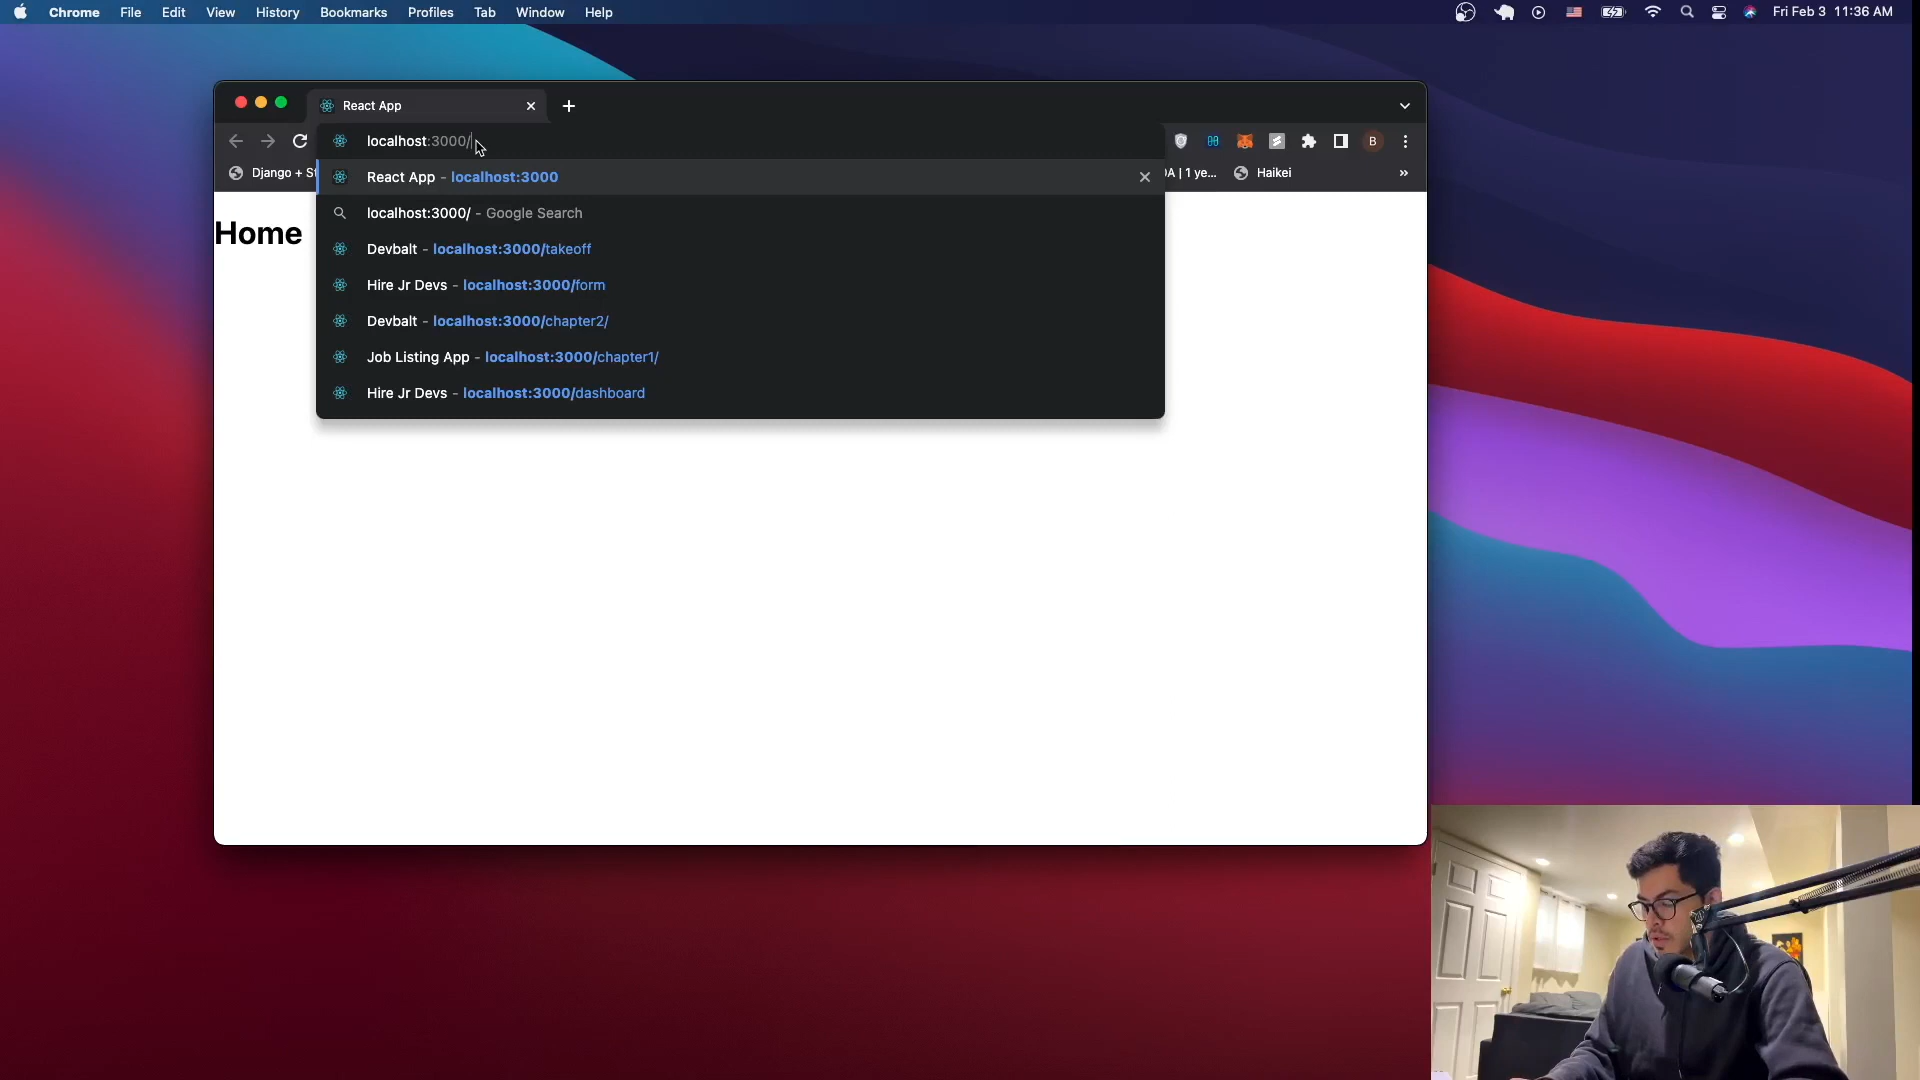 Chrome File Edit View History Bookmarks Profiles Tab Window Help Fri Feb 3 11:36 AM
React App
localhost:3000/ B
Django + St DA | 1 ye... Haikei »
React App - localhost:3000
localhost:3000/ - Google Search
Home
Devbalt - localhost:3000/takeoff
Hire Jr Devs - localhost:3000/form
Devbalt - localhost:3000/chapter2/
Job Listing App - localhost:3000/chapter1/
Hire Jr Devs - localhost:3000/dashboard